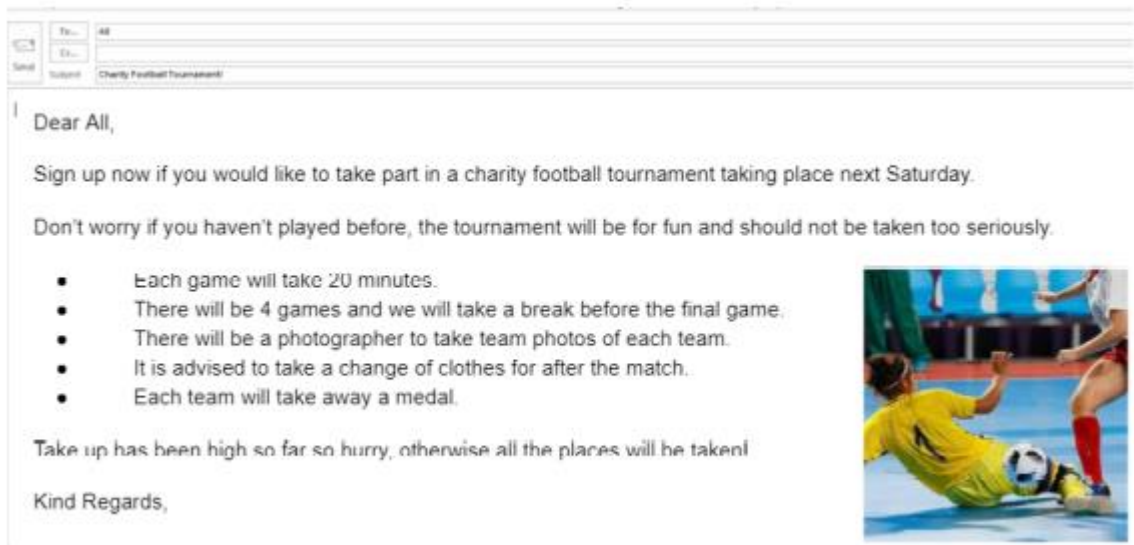 To...
All
Cc...
Send
Subject
Charity Football Tournament!
Dear All,
Sign up now if you would like to take part in a charity football tournament taking place next Saturday.
Don't worry if you haven't played before, the tournament will be for fun and should not be taken too seriously.
● Each game will take 20 minutes.
● There will be 4 games and we will take a break before the final game.
● There will be a photographer to take team photos of each team.
● It is advised to take a change of clothes for after the match.
● Each team will take away a medal.
Take up has been high so far so hurry, otherwise all the places will be taken!
Kind Regards,